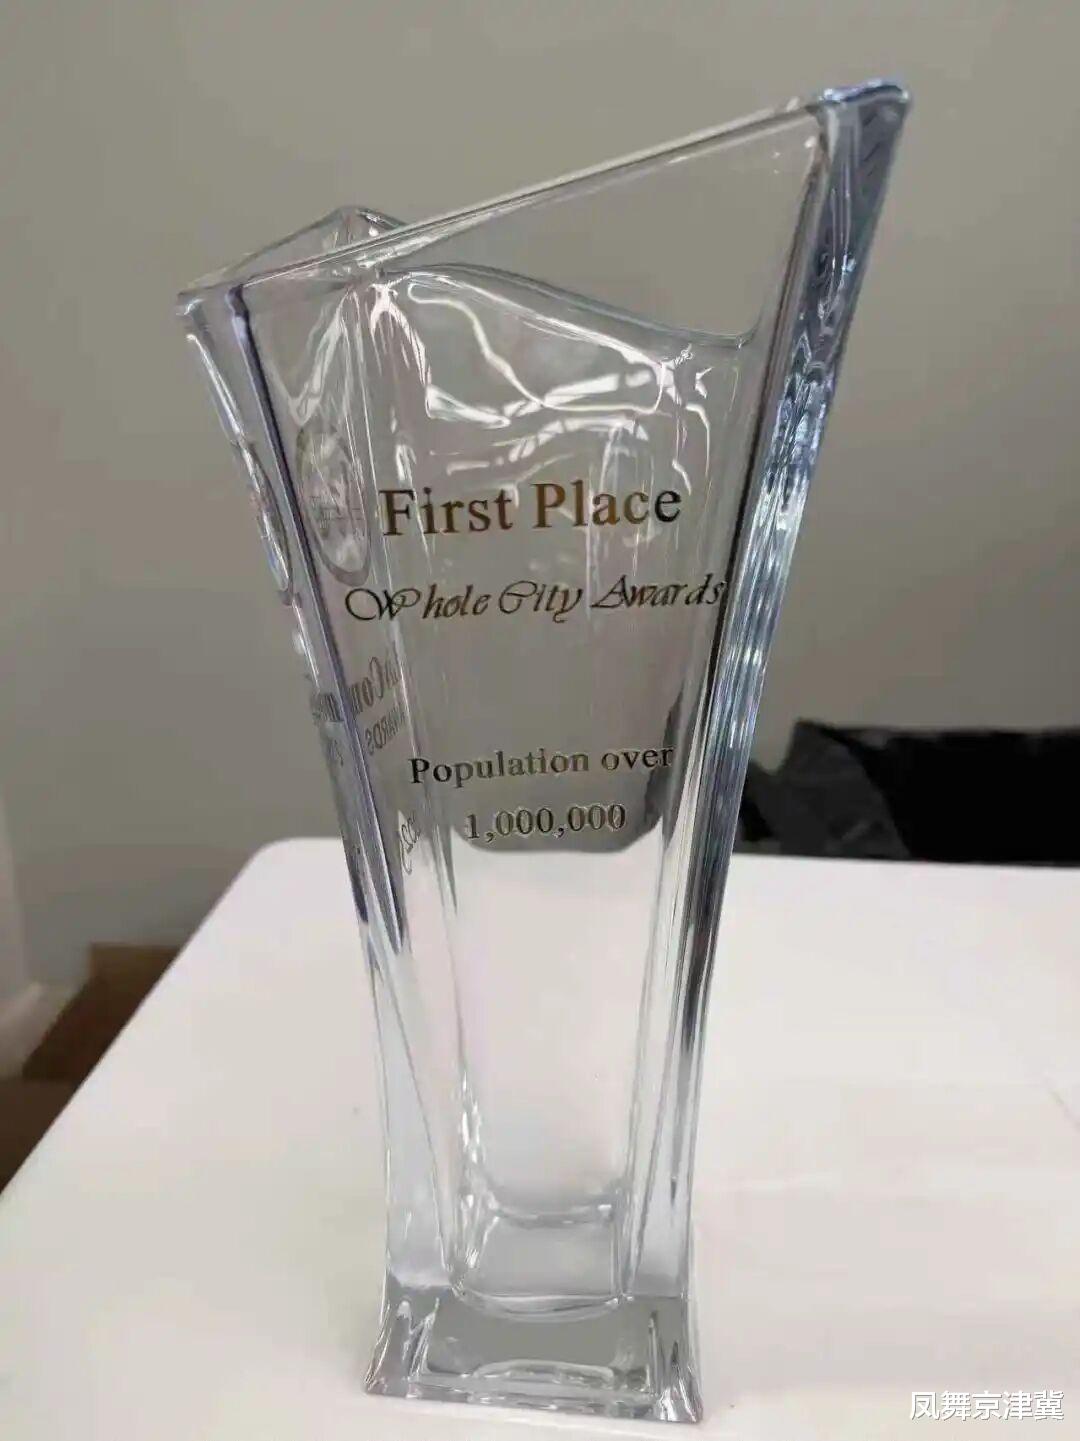 First Place
Whole City Awards
Population over
1,000,000
凤舞京津冀